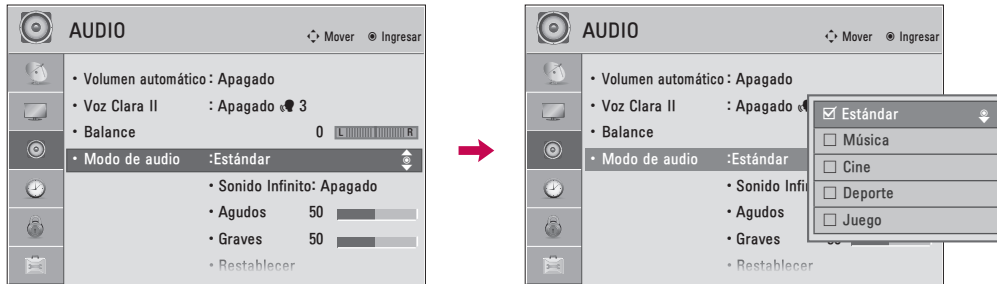 AUDIO
Mover Ingresar
• Volumen automático : Apagado
• Voz Clara II : Apagado 3
• Balance 0 L R
• Modo de audio :Estándar
• Sonido Infinito: Apagado
• Agudos 50
• Graves 50
• Restablecer
AUDIO
Mover Ingresar
• Volumen automático : Apagado
• Voz Clara II : Apagado
• Balance
• Modo de audio :Estándar
• Sonido Infi
• Agudos
• Graves
• Restablecer
Estándar
Música
Cine
Deporte
Juego